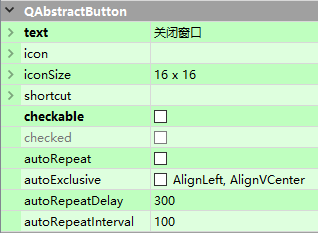 QAbstractButton
text 关闭窗口
icon
iconSize 16 x 16
shortcut
checkable
checked
autoRepeat
autoExclusive AlignLeft, AlignVCenter
autoRepeatDelay 300
autoRepeatInterval 100